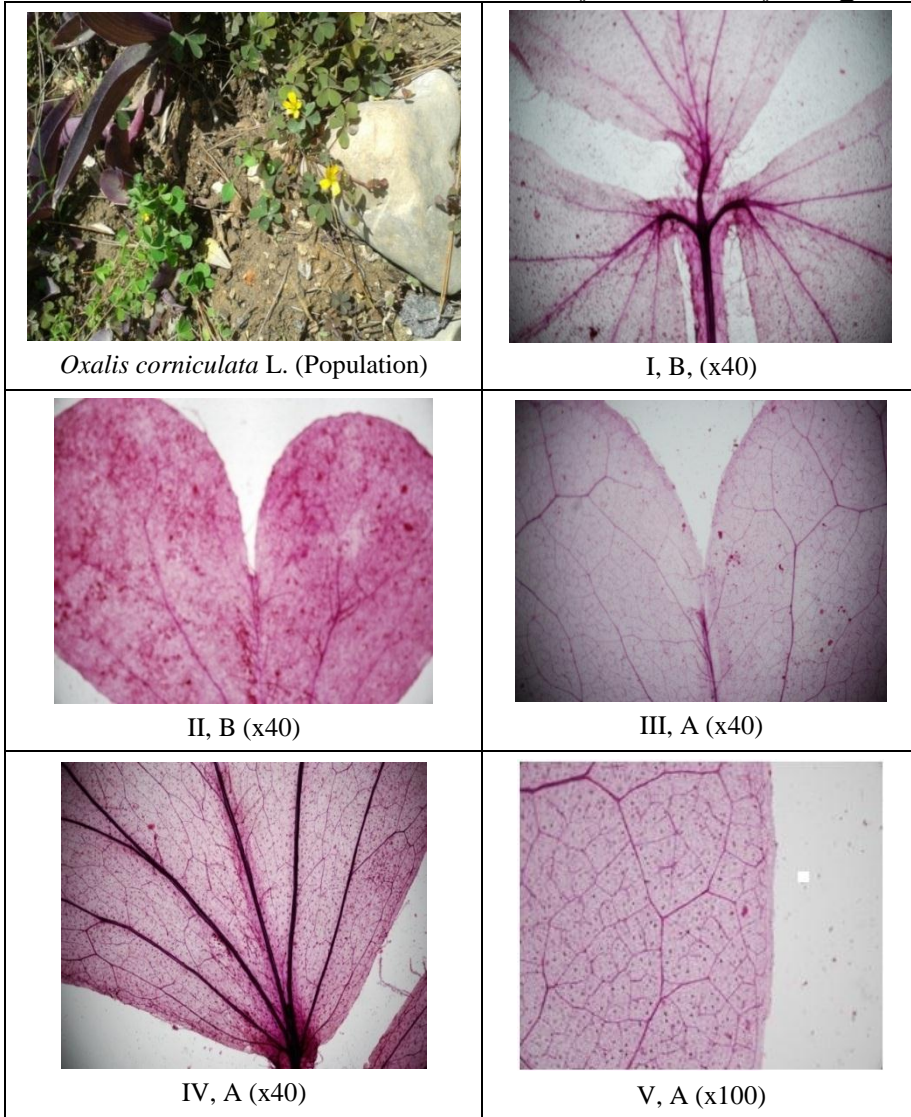 Oxalis corniculata L. (Population)
I, B, (x40)
II, B (x40)
III, A (x40)
IV, A (x40)
V, A (x100)